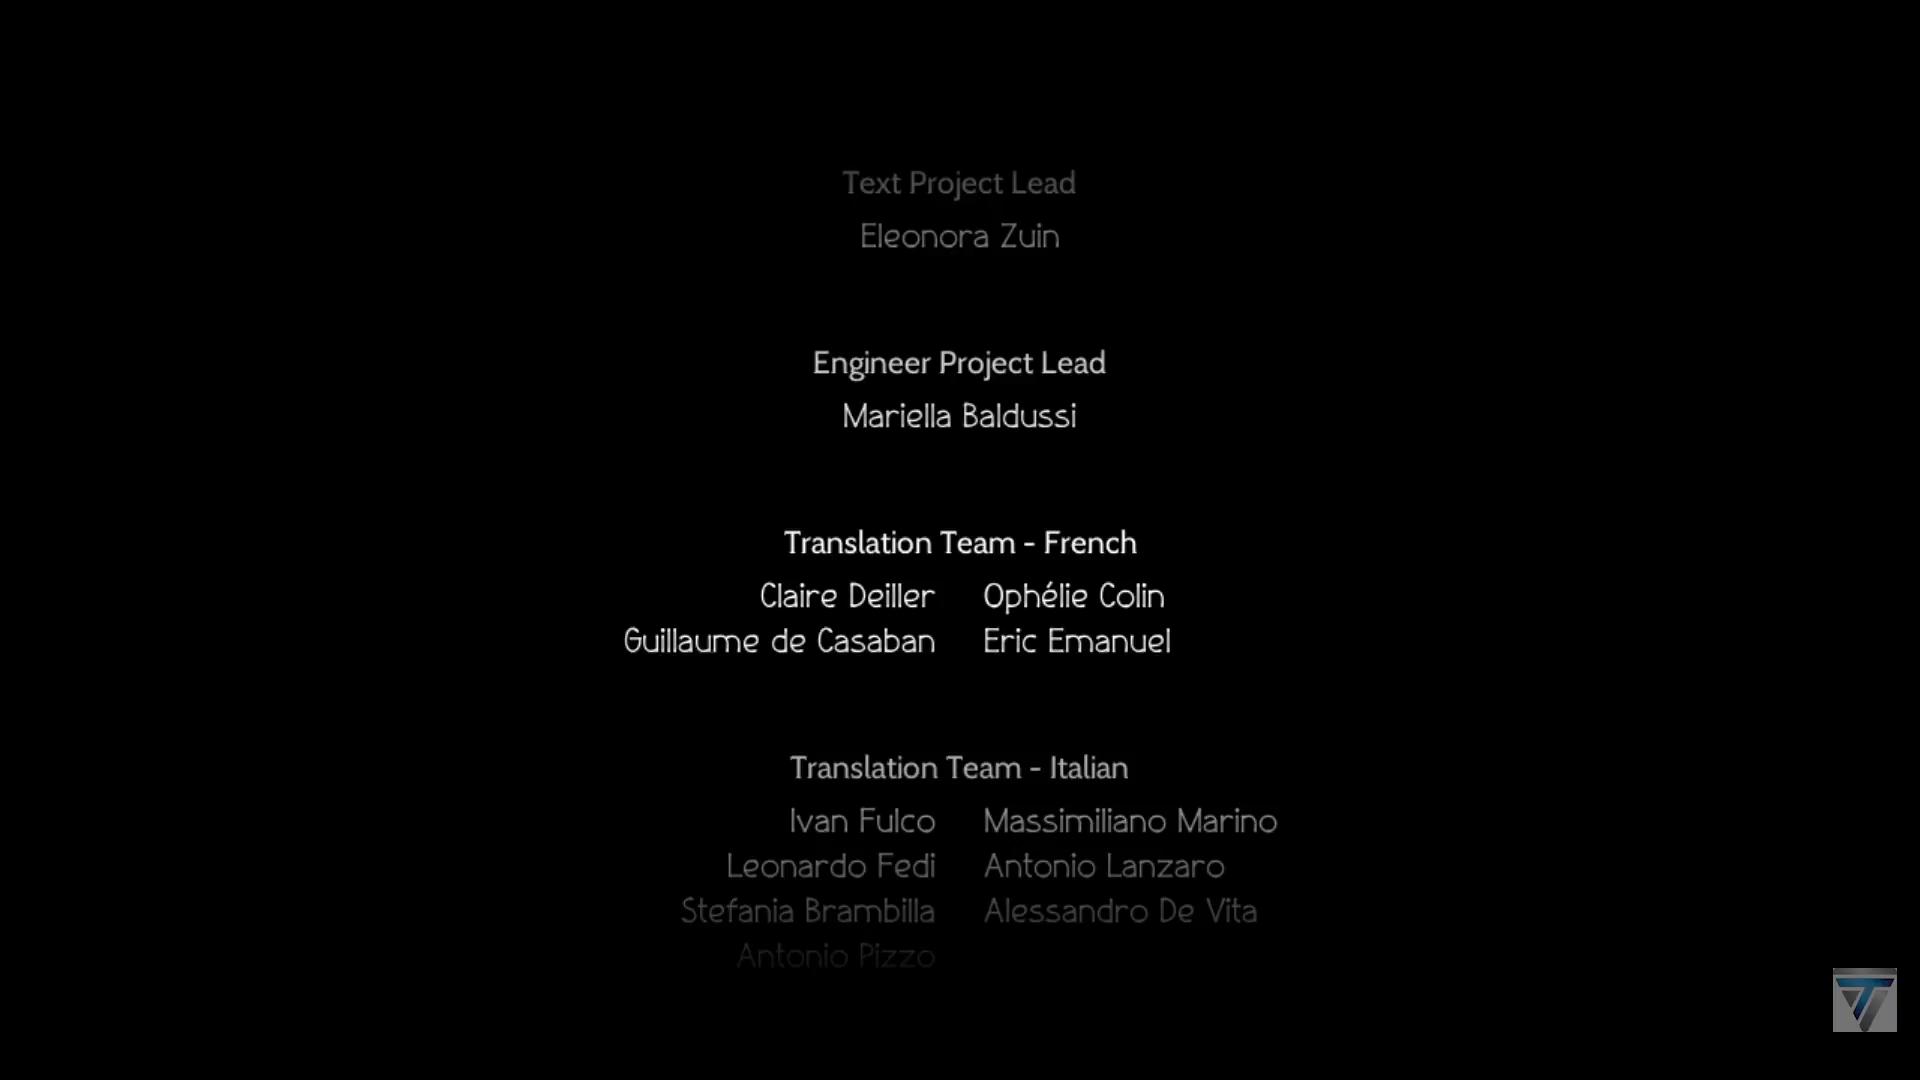 Text Project Lead
Eleonora Zuin
Engineer Project Lead
Mariella Baldussi
Translation Team - French
Claire Deiller Ophélie Colin
Guillaume de Casaban Eric Emanuel
Translation Team - Italian
Ivan Fulco Massimiliano Marino
Leonardo Fedi Antonio Lanzaro
Stefania Brambilla Alessandro De Vita
Antonio Pizzo